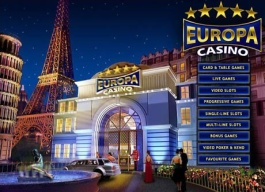 EUROPA
CASINO
EUROPA
CASINO
CARD & TABLE GAMES
LIVE GAMES
VIDEO SLOTS
PROGRESSIVE GAMES
SINGLE-LINE SLOTS
MULTI-LINE SLOTS
BONUS GAMES
VIDEO POKER & KENO
FAVOURITE GAMES